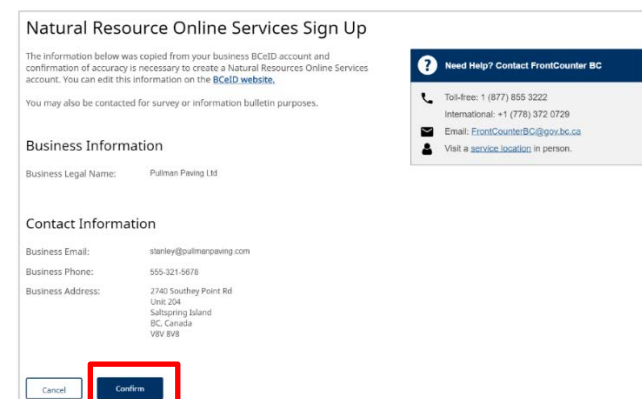 Natural Resource Online Services Sign Up
The information below was copied from your business BCeID account and
confirmation of accuracy is necessary to create a Natural Resources Online Services
account. You can edit this information on the BCeID website.
You may also be contacted for survey or information bulletin purposes.
Business Information
Business Legal Name: Pullman Paving Ltd
Contact Information
Business Email: stanley@pullmanpaving.com
Business Phone: 555-321-5678
Business Address: 2740 Southey Point Rd
Unit 204
Saltspring Island
BC, Canada
V8V 8V8
Cancel Confirm
? Need Help? Contact FrontCounter BC
Toll-free: 1 (877) 855 3222
International: +1 (778) 372 0729
Email: FrontCounterBC@gov.bc.ca
Visit a service location in person.